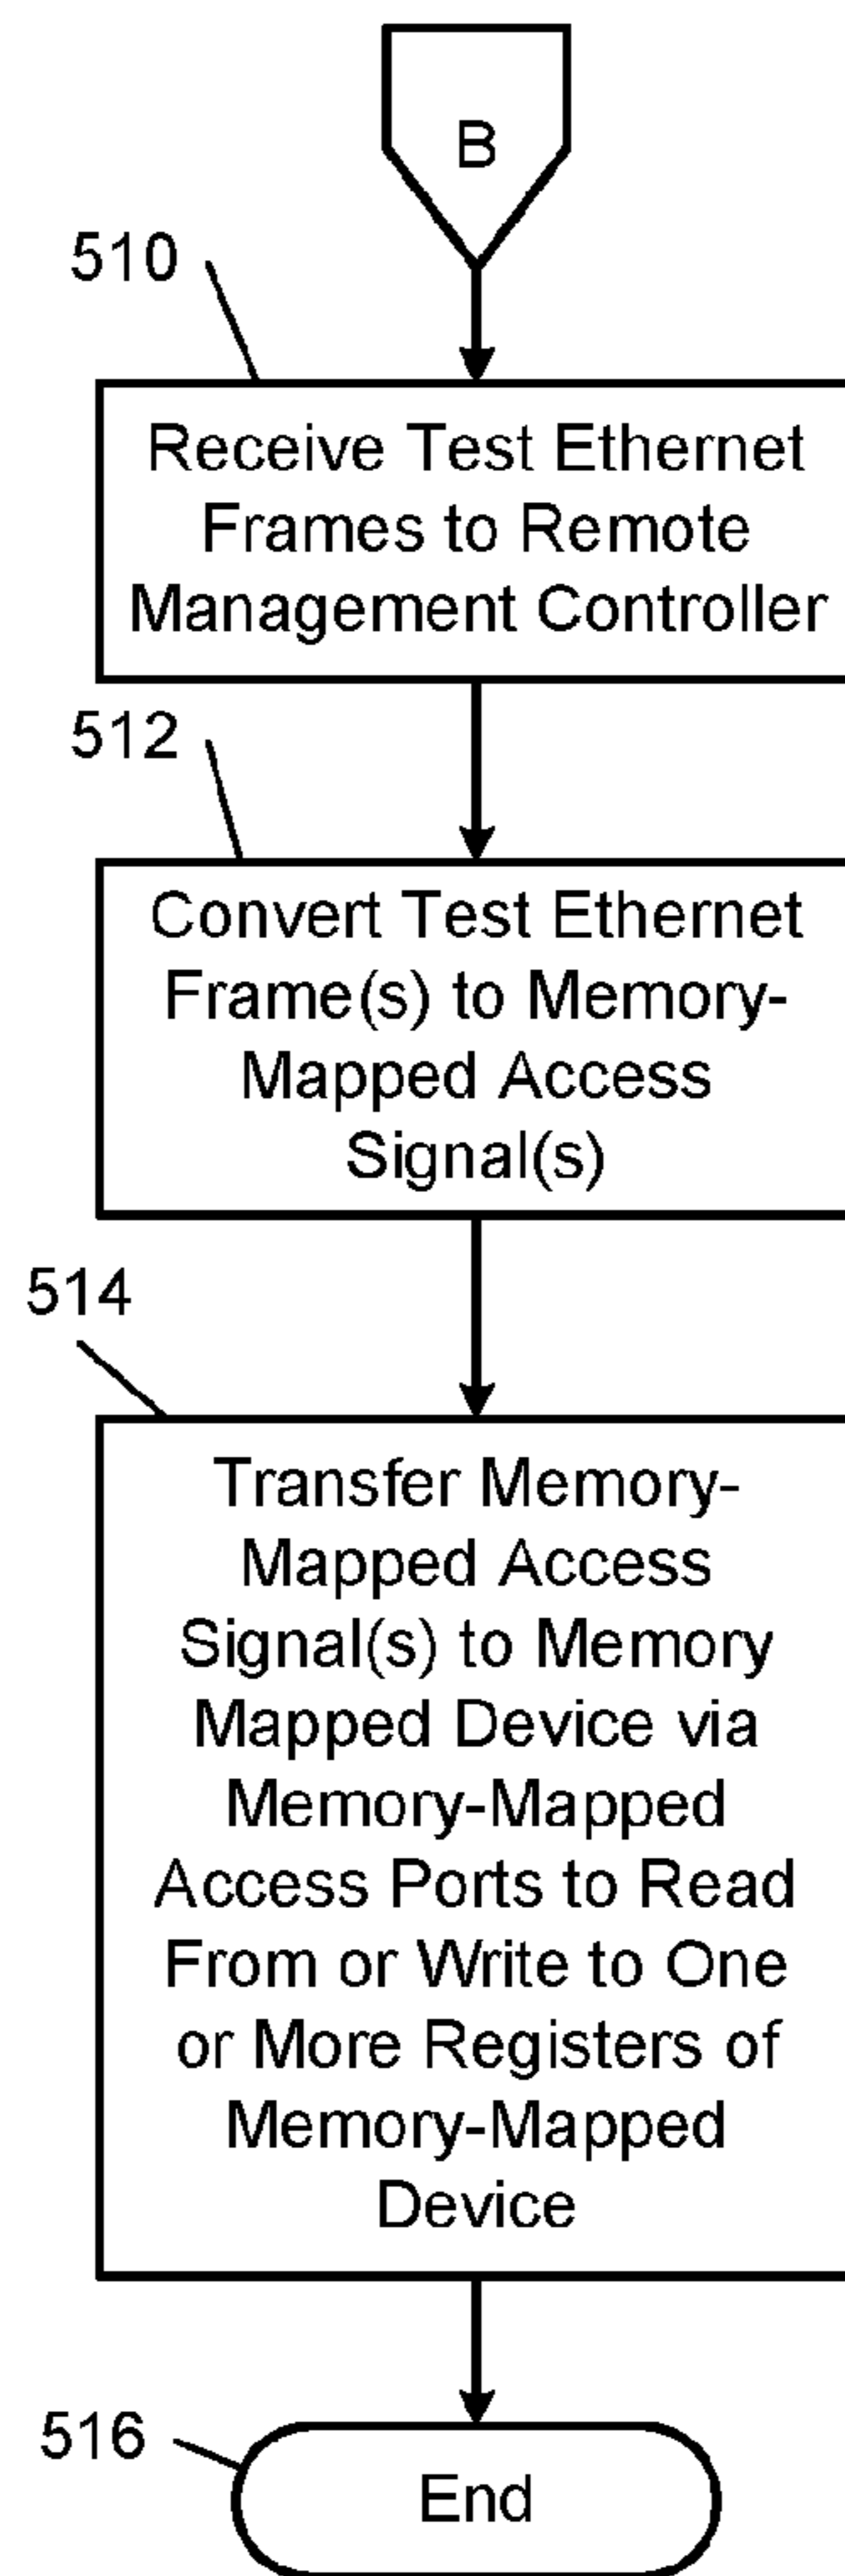 B
510
Receive Test Ethernet
Frames to Remote
Management Controller
512
Convert Test Ethernet
Frame(s) to Memory-
Mapped Access
Signal(s)
514
Transfer Memory-
Mapped Access
Signal(s) to Memory
Mapped Device via
Memory-Mapped
Access Ports to Read
From or Write to One
or More Registers of
Memory-Mapped
Device
516
End